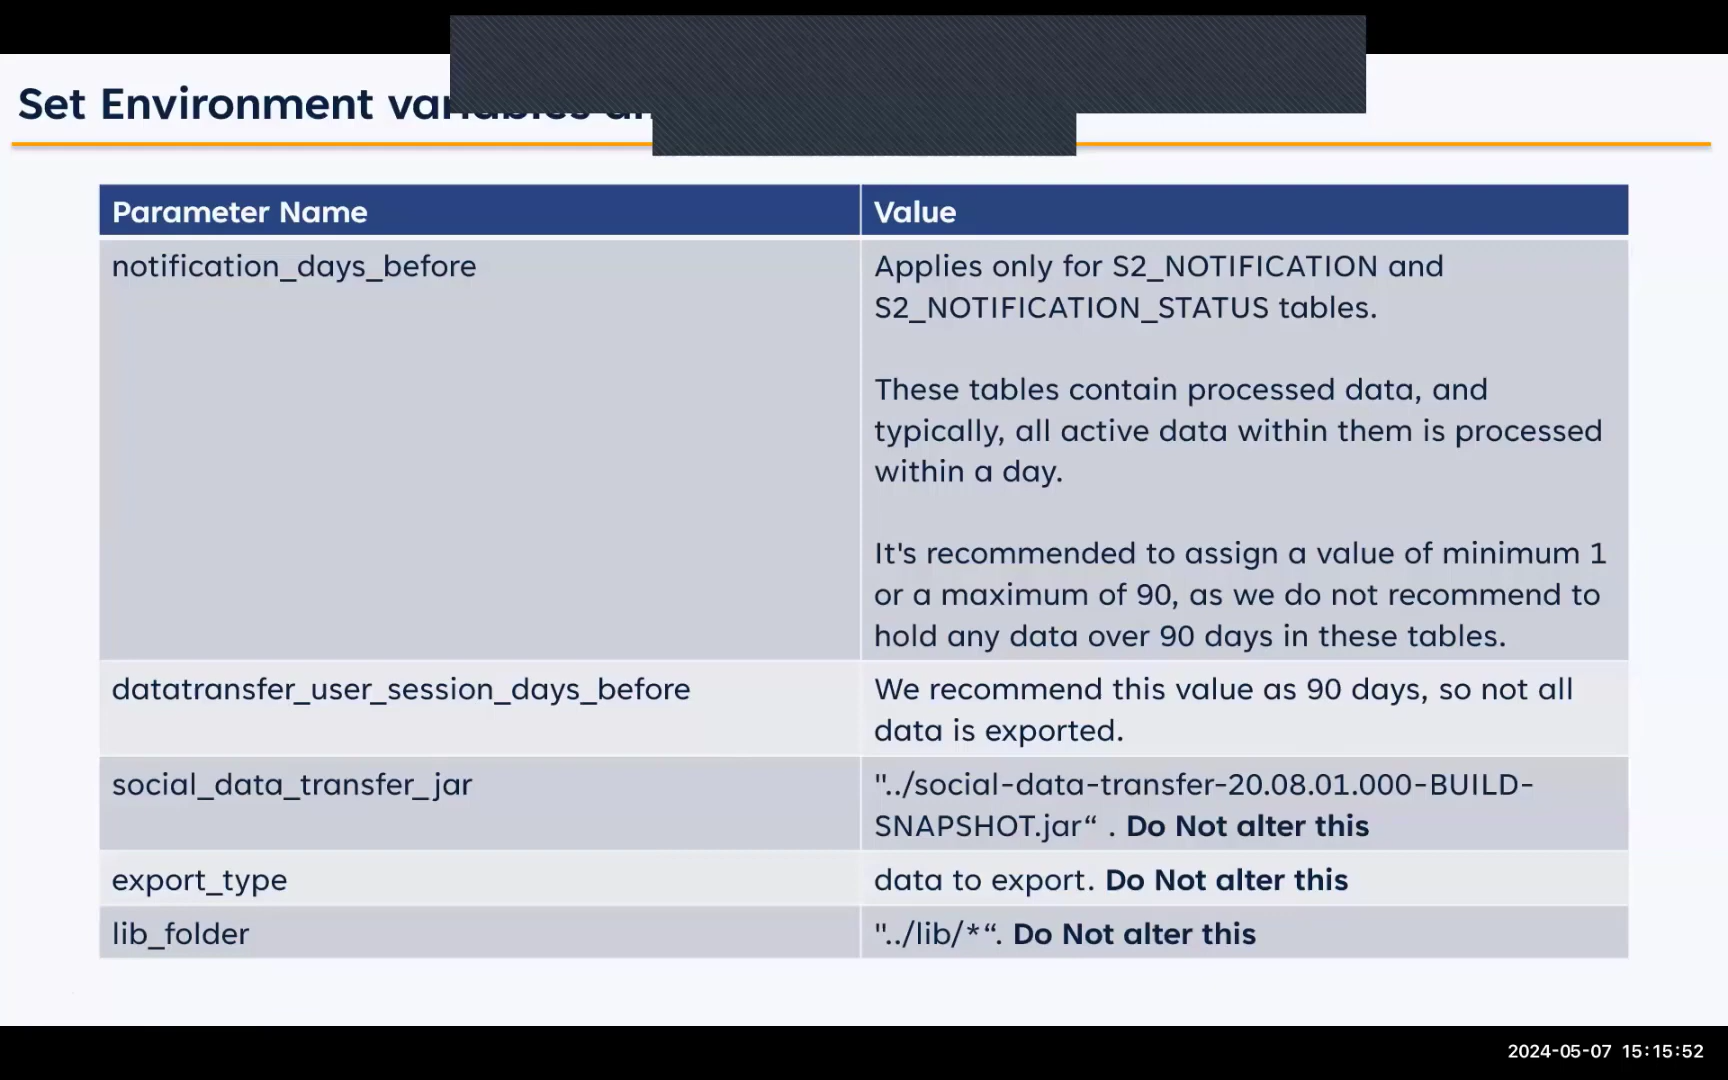 Set Environment
Parameter Name
Value
notification_days_before
Applies only for S2_NOTIFICATION and
S2_NOTIFICATION_STATUS tables.
These tables contain processed data, and
typically, all active data within them is processed
within a day.
It's recommended to assign a value of minimum 1
or a maximum of 90, as we do not recommend to
hold any data over 90 days in these tables.
datatransfer_user_session_days_before
We recommend this value as 90 days, so not all
data is exported.
social_data_transfer_jar
"../social-data-transfer-20.08.01.000-BUILD-
SNAPSHOT.jar“ . Do Not alter this
export_type
data to export. Do Not alter this
lib_folder
"../lib/*“. Do Not alter this
2024-05-07 15:15:52